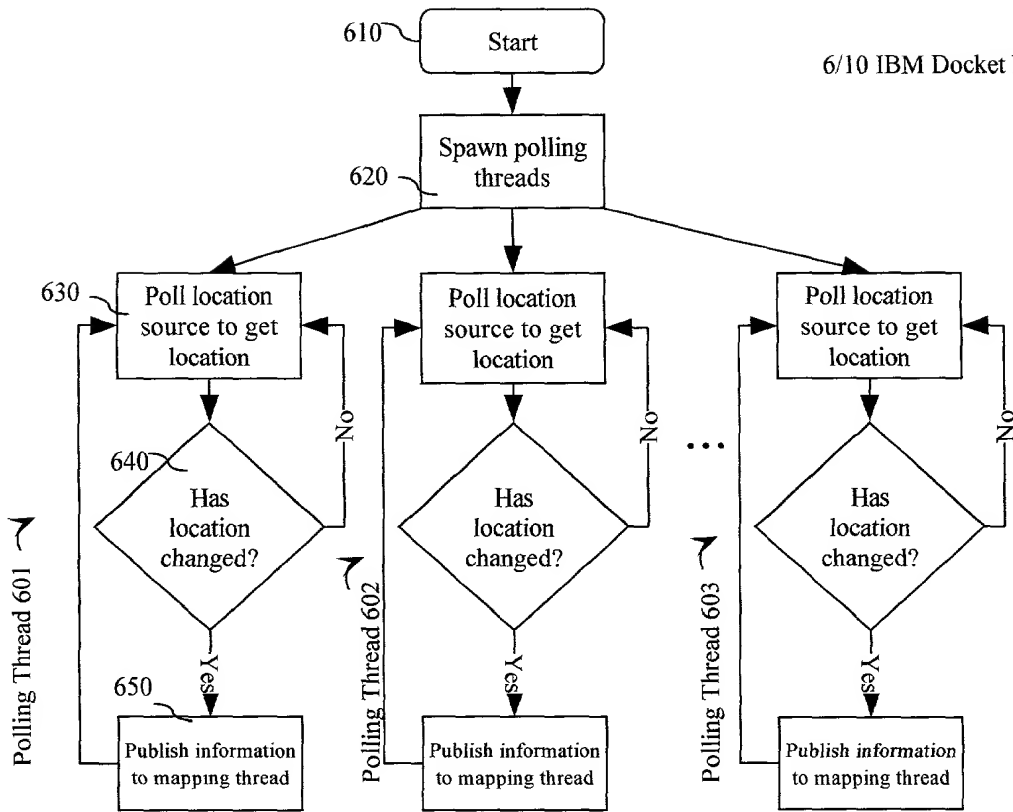 610
Start
6/10 IBM Docket
Spawn polling
threads
620
630
Poll location
source to get
location
Poll location
source to get
location
Poll location
source to get
location
No
No
No
640
Has
location
changed?
Has
location
changed?
...
Has
location
changed?
Polling Thread 601
Polling Thread 602
Polling Thread 603
Yes
Yes
Yes
650
Publish information
to mapping thread
Publish information
to mapping thread
Publish information
to mapping thread